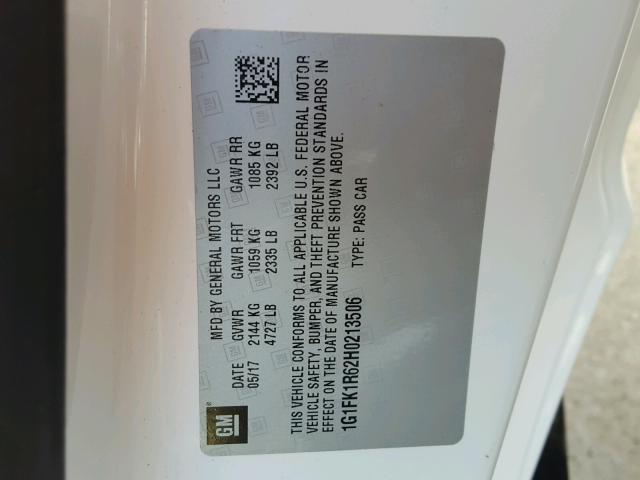 MFD BY GENERAL MOTORS LLC
DATE GVWR GAWR FRT GAWR RR
05/17 2144 KG 1059 KG 1085 KG
4727 LB 2335 LB 2392 LB
THIS VEHICLE CONFORMS TO ALL APPLICABLE U.S. FEDERAL MOTOR
VEHICLE SAFETY, BUMPER, AND THEFT PREVENTION STANDARDS IN
EFFECT ON THE DATE OF MANUFACTURE SHOWN ABOVE.
1G1FK1R62H0213506 TYPE: PASS CAR
GM